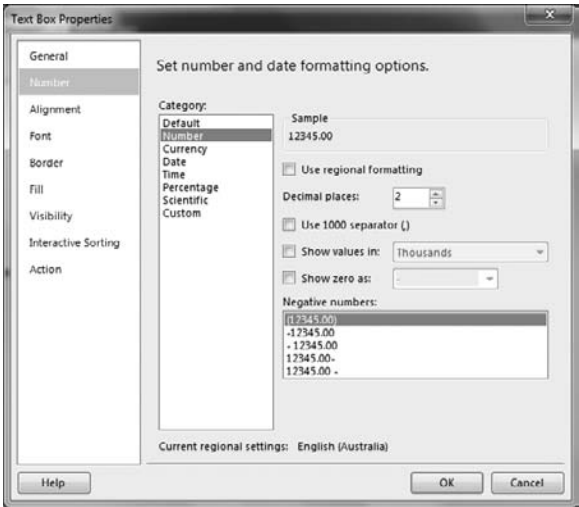 Text Box Properties
x
General
Number
Alignment
Font
Border
Fill
Visibility
Interactive Sorting
Action
Set number and date formatting options.
Category:
Default
Number
Currency
Date
Time
Percentage
Scientific
Custom
Sample
12345.00
Use regional formatting
Decimal places: 2
Use 1000 separator (,)
Show values in: Thousands
Show zero as: -
Negative numbers:
(12345.00)
-12345.00
- 12345.00
12345.00-
12345.00 -
Current regional settings: English (Australia)
Help
OK
Cancel